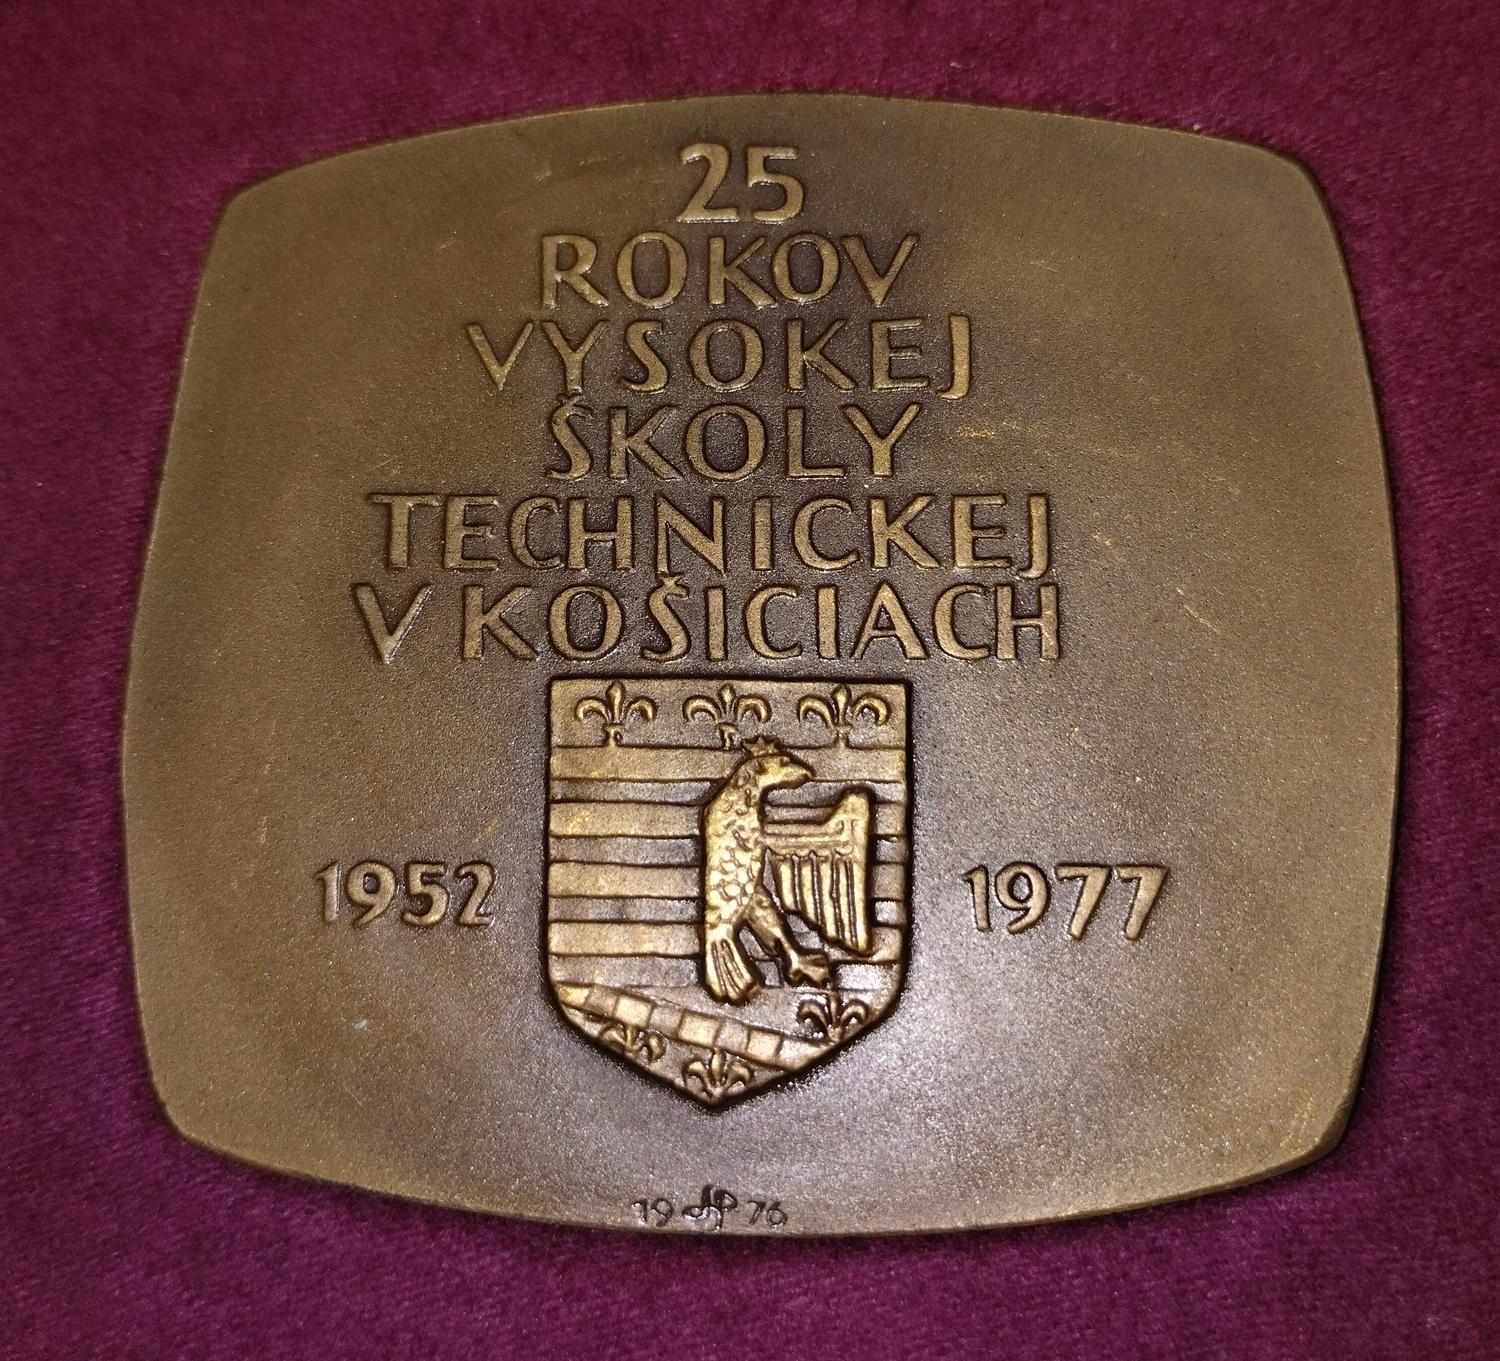 25
ROKOV
VYSOKEJ
ŠKOLY
TECHNICKEJ
V KOŠICIACH
1952 1977
19 76